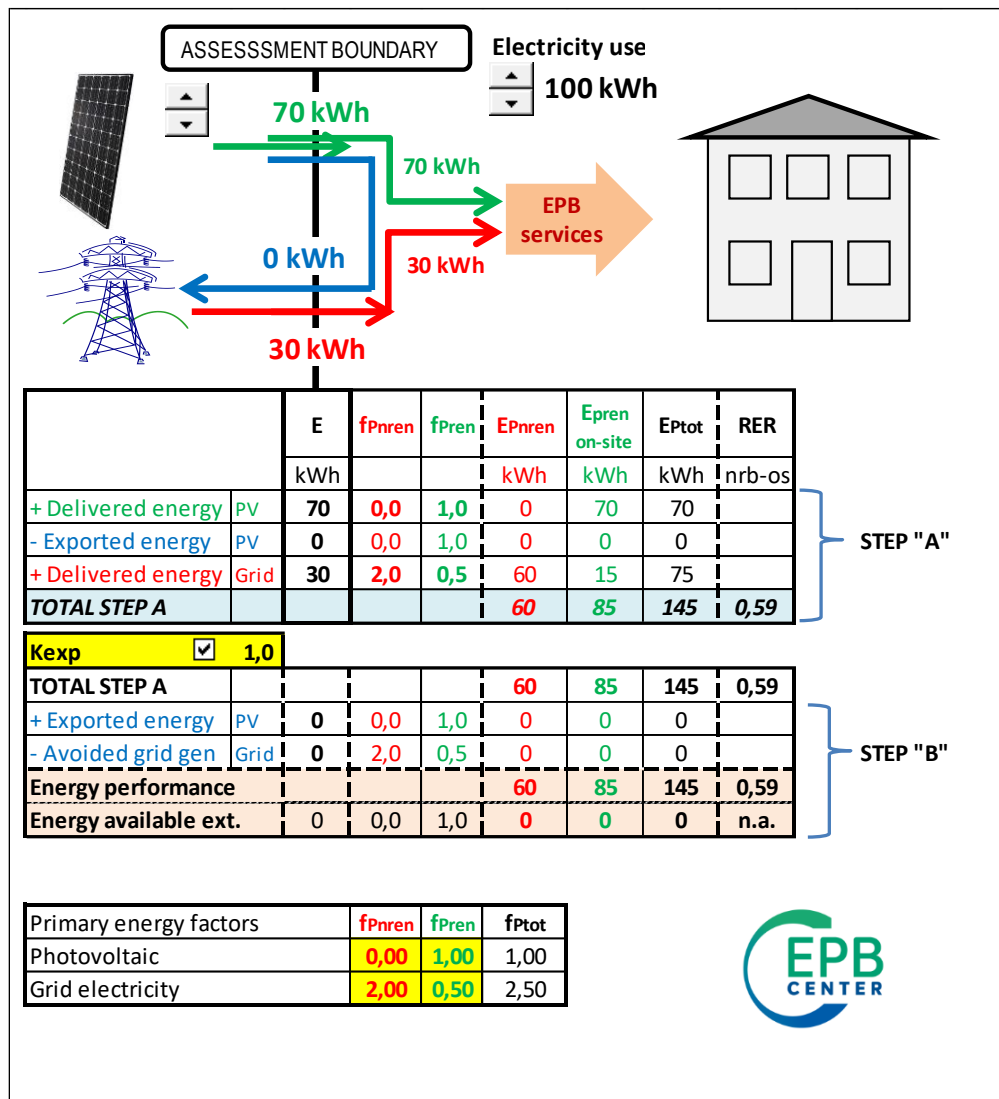 ASSESSSMENT BOUNDARY
Electricity use
100 kWh
70 kWh
70 kWh
EPB
services
0 kWh
30 kWh
30 kWh
E fPnren fPren EPnren Epren on-site EPtot RER
kWh kWh kWh kWh nrb-os
+ Delivered energy PV 70 0,0 1,0 0 70 70
- Exported energy PV 0 0,0 1,0 0 0 0
+ Delivered energy Grid 30 2,0 0,5 60 15 75
TOTAL STEP A 60 85 145 0,59
STEP "A"
Kexp 1,0
TOTAL STEP A 60 85 145 0,59
+ Exported energy PV 0 0,0 1,0 0 0 0
- Avoided grid gen Grid 0 2,0 0,5 0 0 0
Energy performance 60 85 145 0,59
Energy available ext. 0 0,0 1,0 0 0 0 n.a.
STEP "B"
Primary energy factors fPnren fPren fPtot
Photovoltaic 0,00 1,00 1,00
Grid electricity 2,00 0,50 2,50
EPB
CENTER